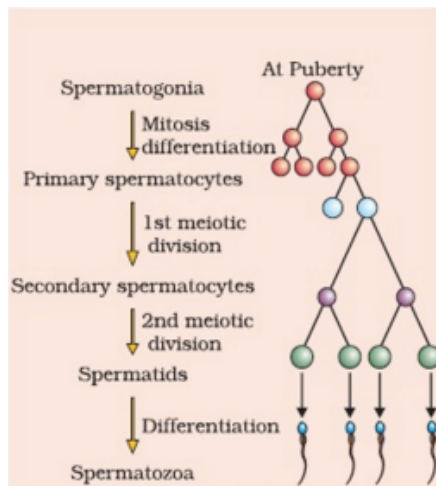 At Puberty
Spermatogonia
Mitosis
differentiation
Primary spermatocytes
1st meiotic
division
Secondary spermatocytes
2nd meiotic
division
Spermatids
Differentiation
Spermatozoa